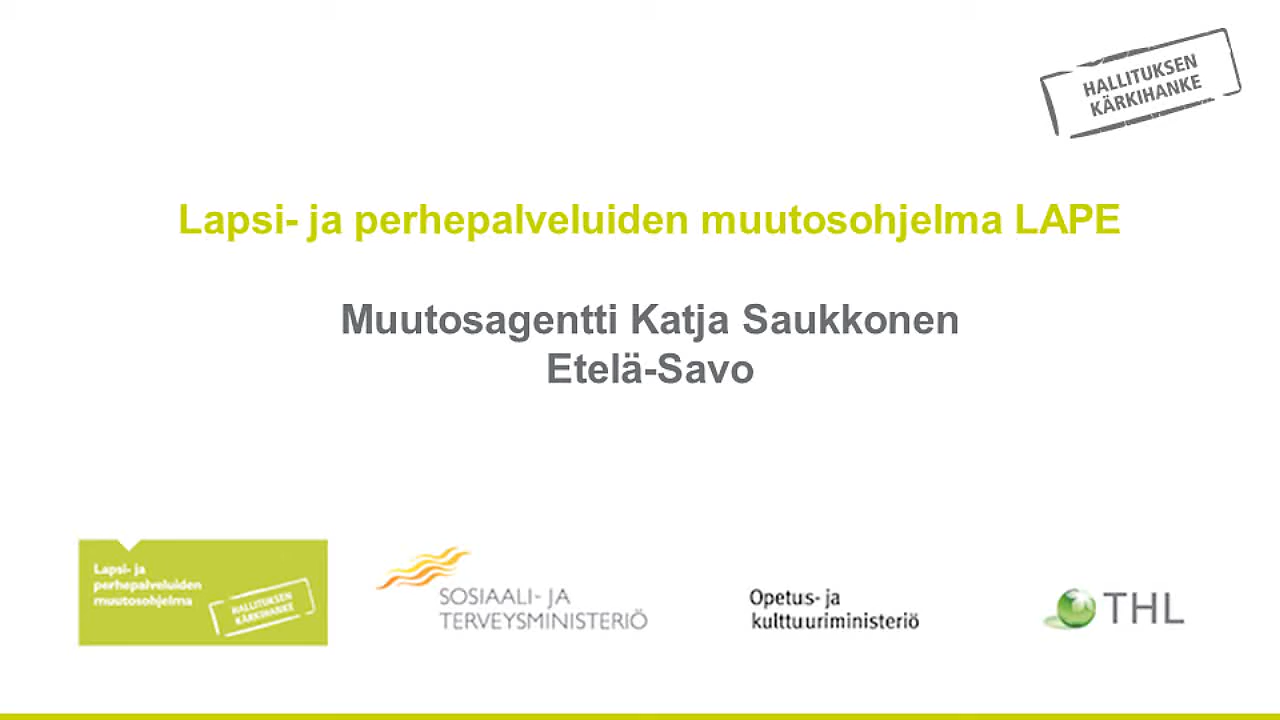 HALLITUKSEN
KÄRKIHANKE
Lapsi- ja perhepalveluiden muutosohjelma LAPE
Muutosagentti Katja Saukkonen
Etelä-Savo
Lapsi- ja
perhepalveluiden
muutosohjelma
HALLITUKSEN
KÄRKIHANKE
SOSIAALI- JA
TERVEYSMINISTERIÖ
Opetus- ja
kulttuuriministeriö
THL